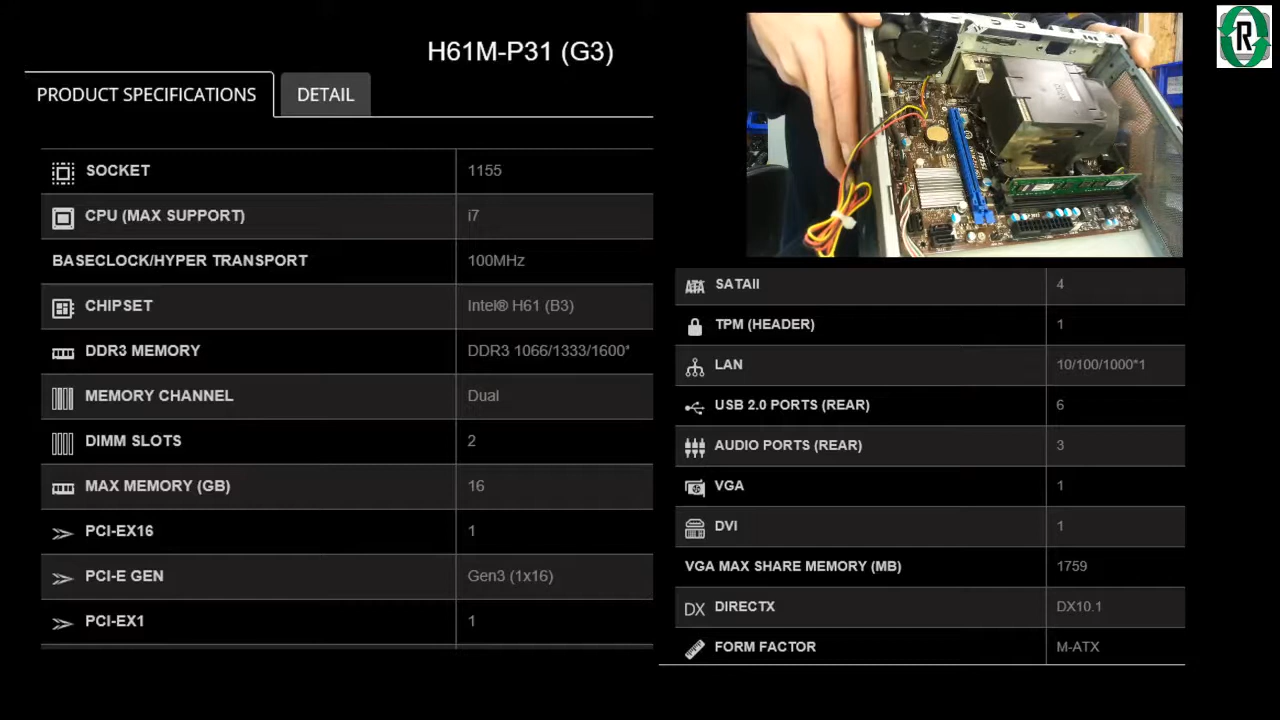 H61M-P31 (G3)
PRODUCT SPECIFICATIONS
DETAIL
SOCKET 1155
CPU (MAX SUPPORT) i7
BASECLOCK/HYPER TRANSPORT 100MHz
CHIPSET Intel® H61 (B3)
DDR3 MEMORY DDR3 1066/1333/1600*
MEMORY CHANNEL Dual
DIMM SLOTS 2
MAX MEMORY (GB) 16
PCI-EX16 1
PCI-E GEN Gen3 (1x16)
PCI-EX1 1
R
ATA SATAII 4
TPM (HEADER) 1
LAN 10/100/1000*1
USB 2.0 PORTS (REAR) 6
AUDIO PORTS (REAR) 3
VGA 1
DVI 1
VGA MAX SHARE MEMORY (MB) 1759
DX DIRECTX DX10.1
FORM FACTOR M-ATX